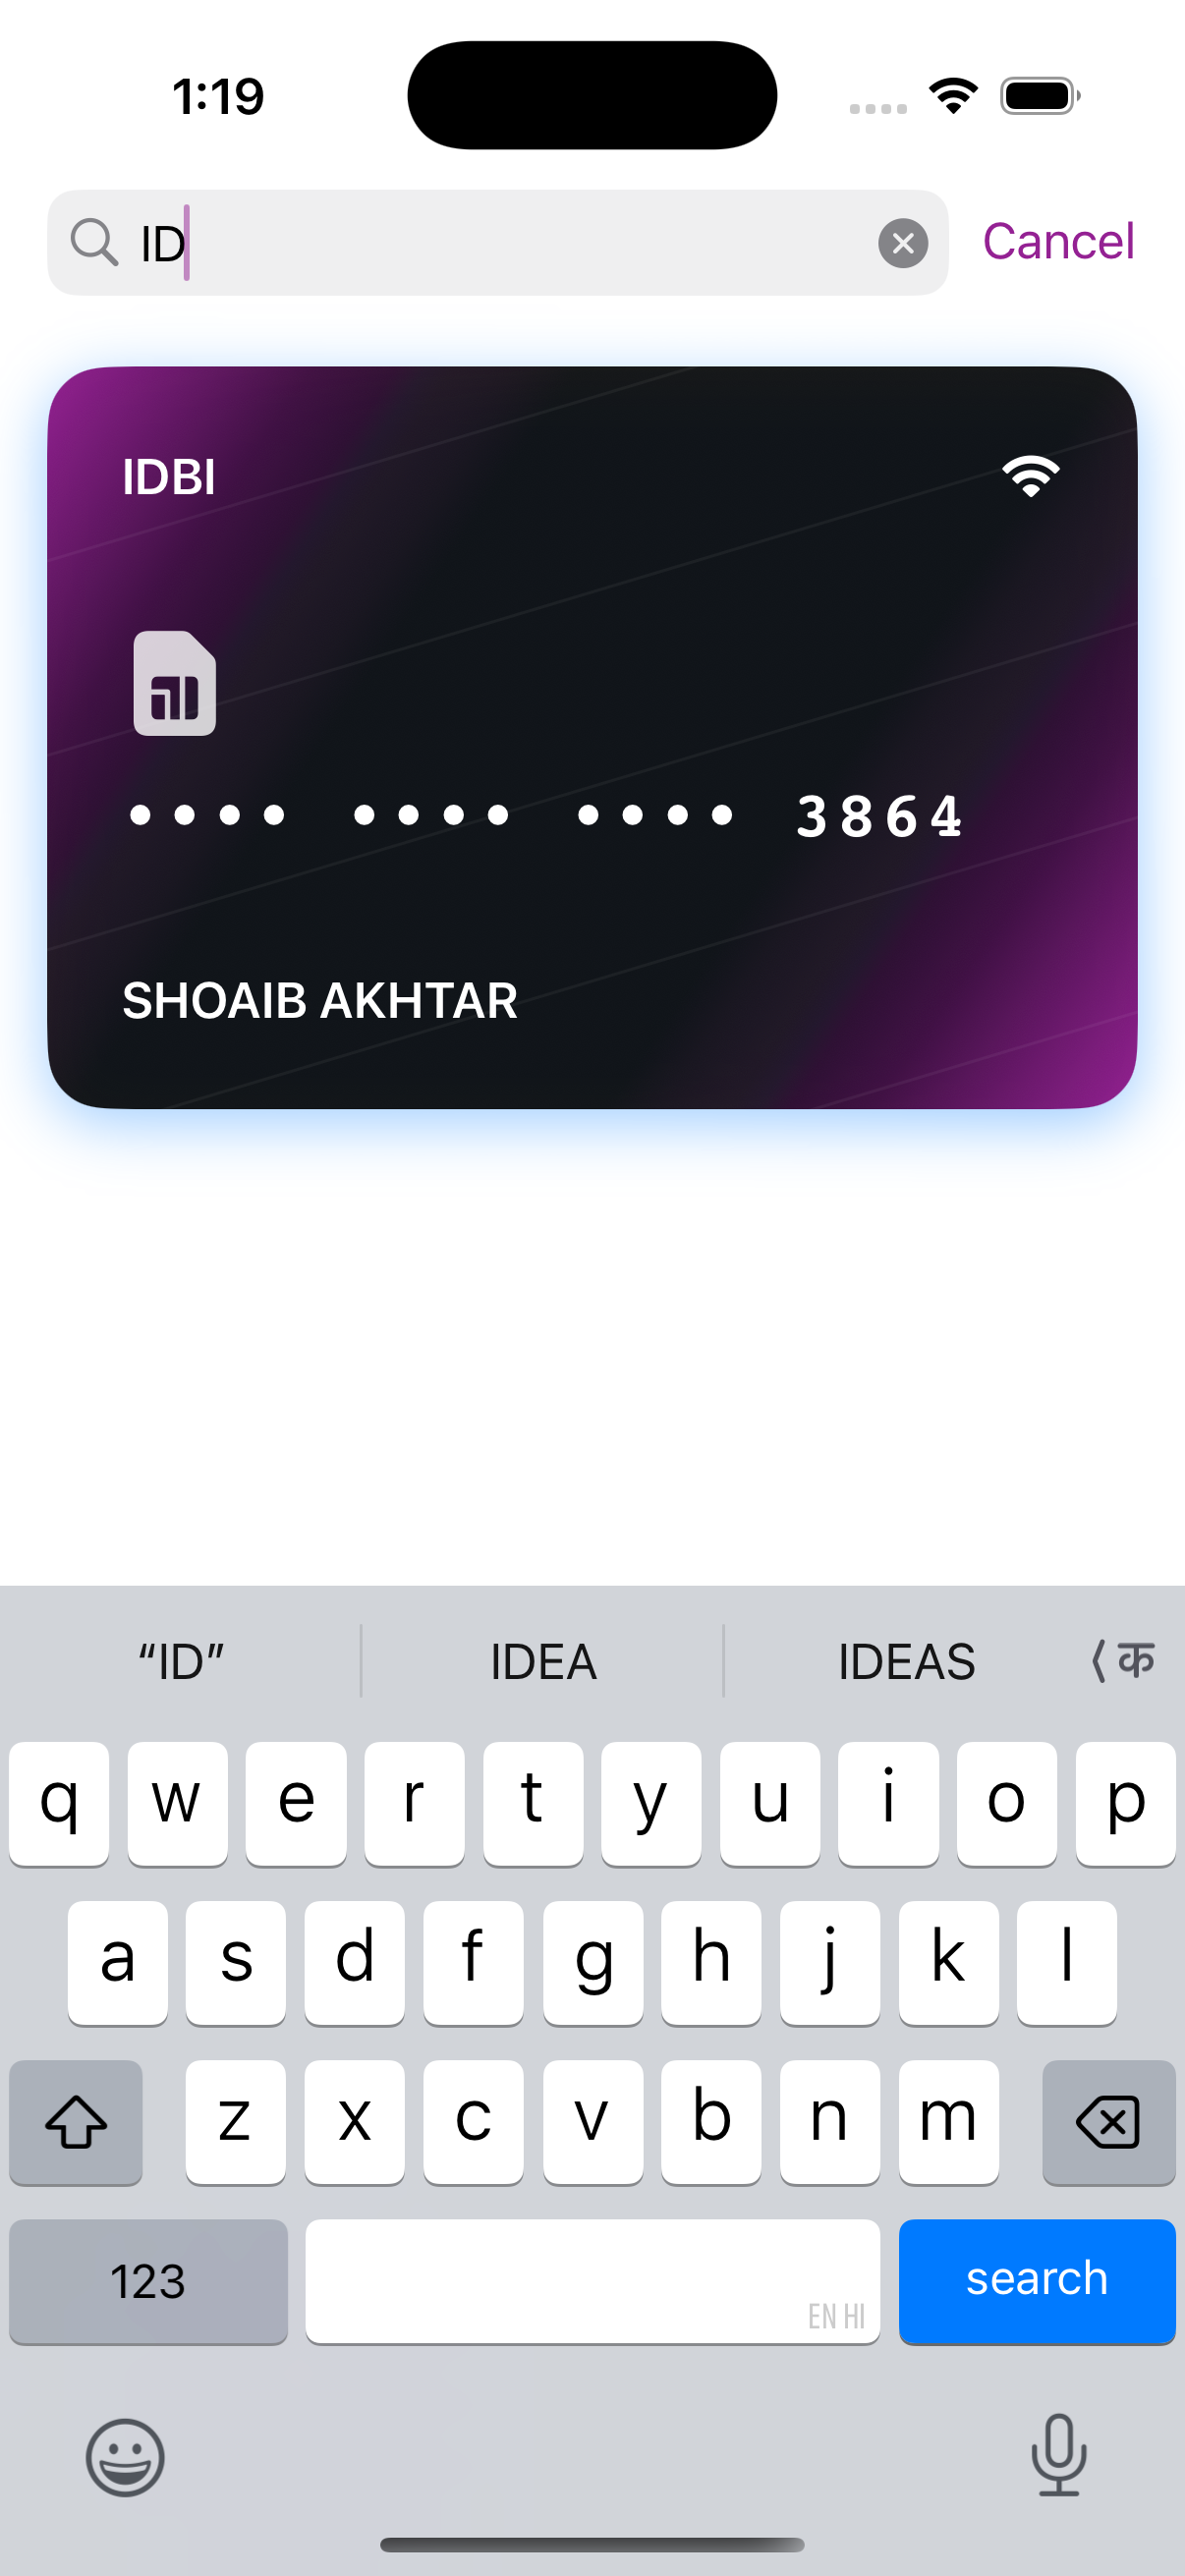 1:19
ID
Cancel
IDBI
•••• •••• •••• 3864
SHOAIB AKHTAR
“ID” IDEA IDEAS ⟨ क
q w e r t y u i o p
a s d f g h j k l
z x c v b n m
123 EN HI search